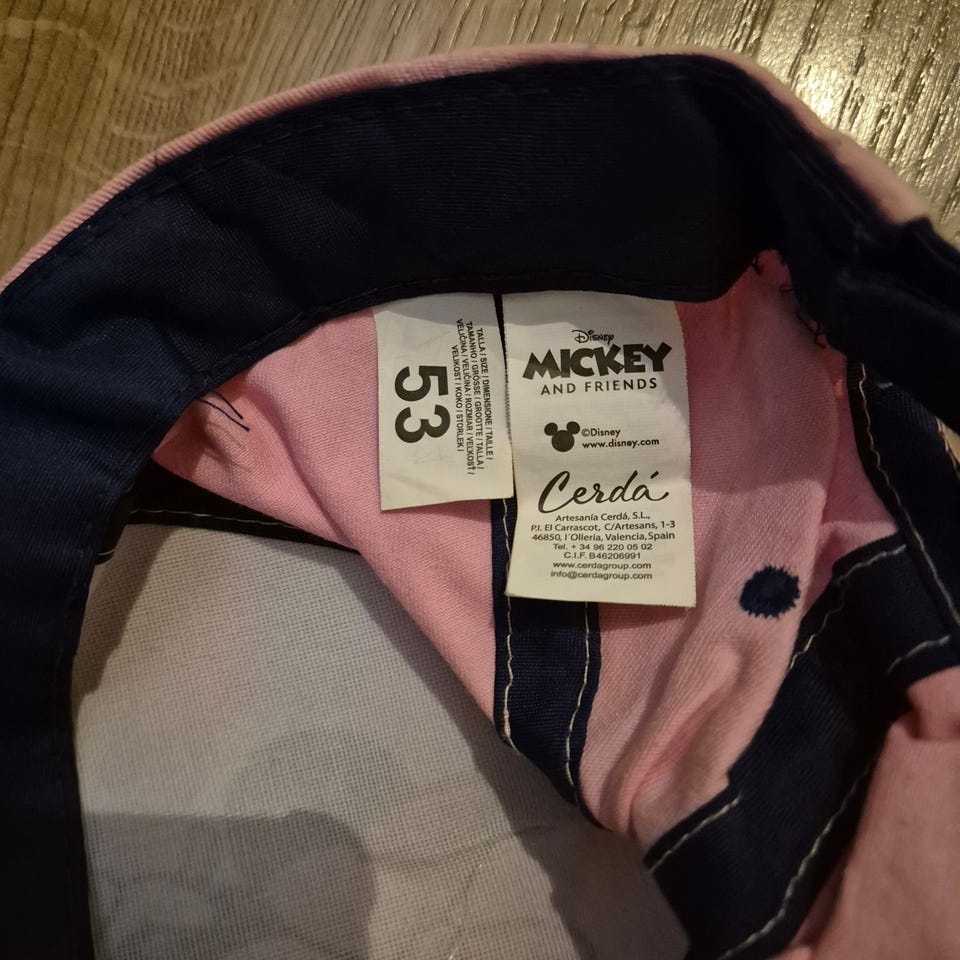 TALLA / SIZE / DIMENSIONE / TAILLE /
TAMANHO / GRÖSSE / GROOTTE / TALLA /
VELIČINA / VELIČINA / ROZMIAR / VEĽKOSŤ /
VELIKOST / KOKO / STORLEK /
53
Disney
MICKEY
AND FRIENDS
©Disney
www.disney.com
Cerdá
Artesanía Cerdá, S.L.,
P.I. El Carrascot, C/Artesans, 1-3
46850, l'Ollería, Valencia, Spain
Tel. + 34 96 220 05 02
C.I.F. B46206991
www.cerdagroup.com
info@cerdagroup.com